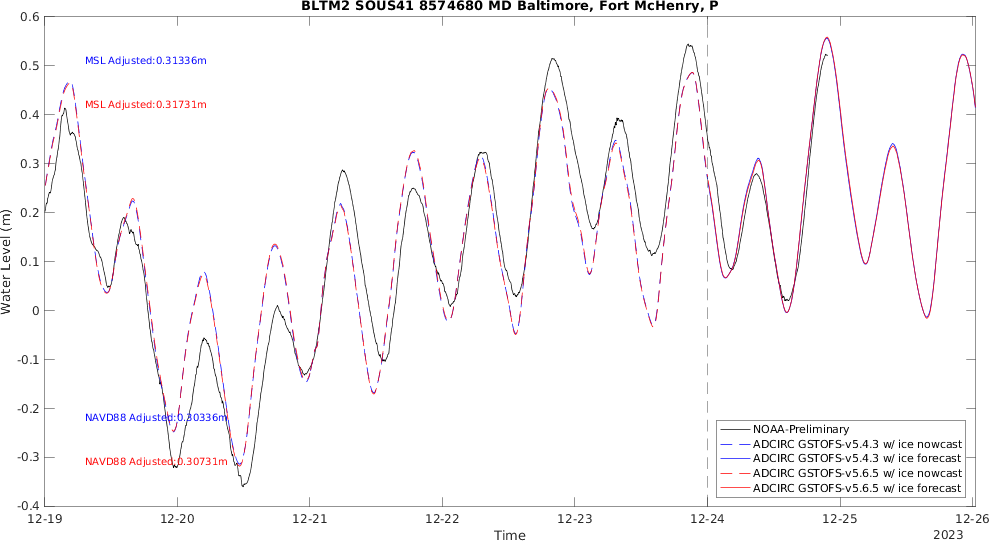 BLTM2 SOUS41 8574680 MD Baltimore, Fort McHenry, P
0.6
0.5
0.4
0.3
0.2
0.1
0
-0.1
-0.2
-0.3
-0.4
Water Level (m)
MSL Adjusted:0.31336m
MSL Adjusted:0.31731m
NAVD88 Adjusted:0.30336m
NAVD88 Adjusted:0.30731m
NOAA-Preliminary
ADCIRC GSTOFS-v5.4.3 w/ ice nowcast
ADCIRC GSTOFS-v5.4.3 w/ ice forecast
ADCIRC GSTOFS-v5.6.5 w/ ice nowcast
ADCIRC GSTOFS-v5.6.5 w/ ice forecast
12-19 12-20 12-21 12-22 12-23 12-24 12-25 12-26
Time
2023